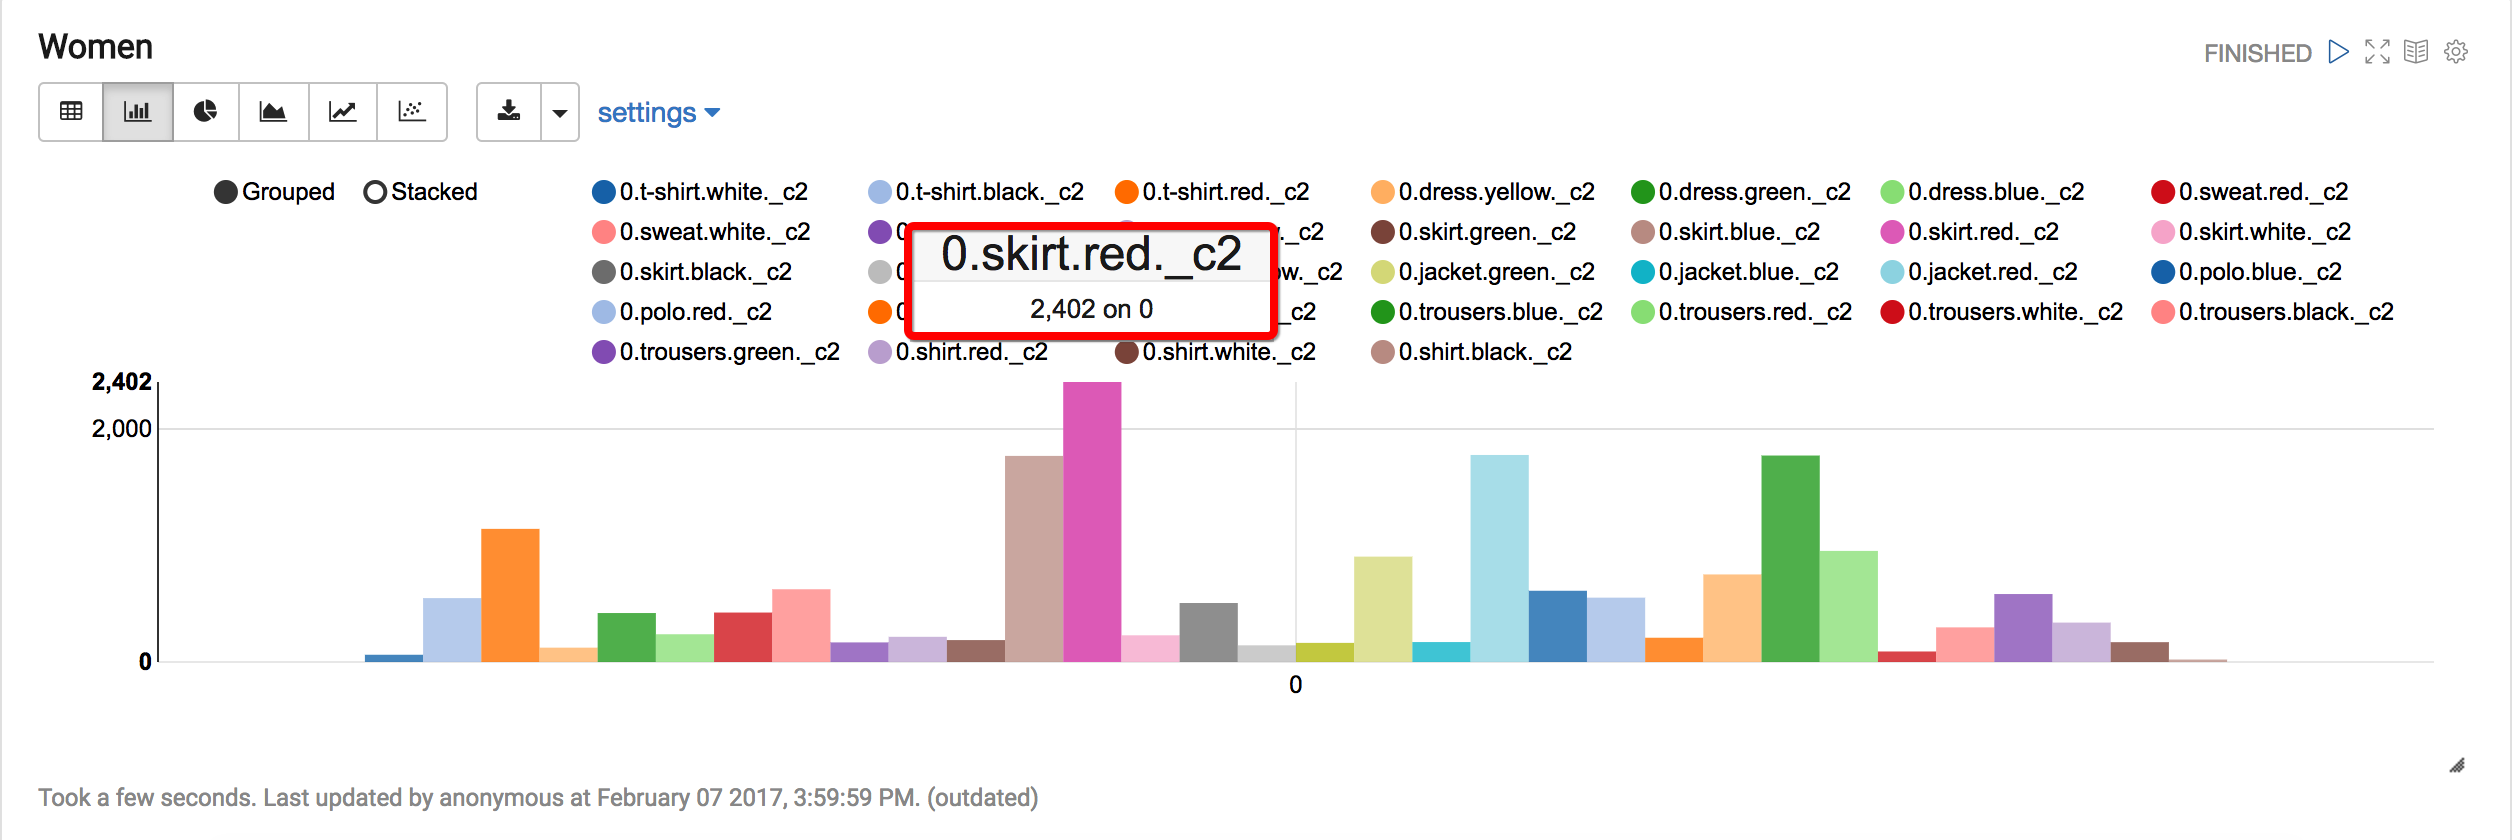 Women
FINISHED
settings
Grouped Stacked 0.t-shirt.white._c2 0.t-shirt.black._c2 0.t-shirt.red._c2 0.dress.yellow._c2 0.dress.green._c2 0.dress.blue._c2 0.sweat.red._c2
0.sweat.white._c2 0 ._c2 0.skirt.green._c2 0.skirt.blue._c2 0.skirt.red._c2 0.skirt.white._c2
0.skirt.red._c2
0.skirt.black._c2 0 ow._c2 0.jacket.green._c2 0.jacket.blue._c2 0.jacket.red._c2 0.polo.blue._c2
2,402 on 0
0.polo.red._c2 0 _c2 0.trousers.blue._c2 0.trousers.red._c2 0.trousers.white._c2 0.trousers.black._c2
0.trousers.green._c2 0.shirt.red._c2 0.shirt.white._c2 0.shirt.black._c2
2,402
2,000
0
0
Took a few seconds. Last updated by anonymous at February 07 2017, 3:59:59 PM. (outdated)